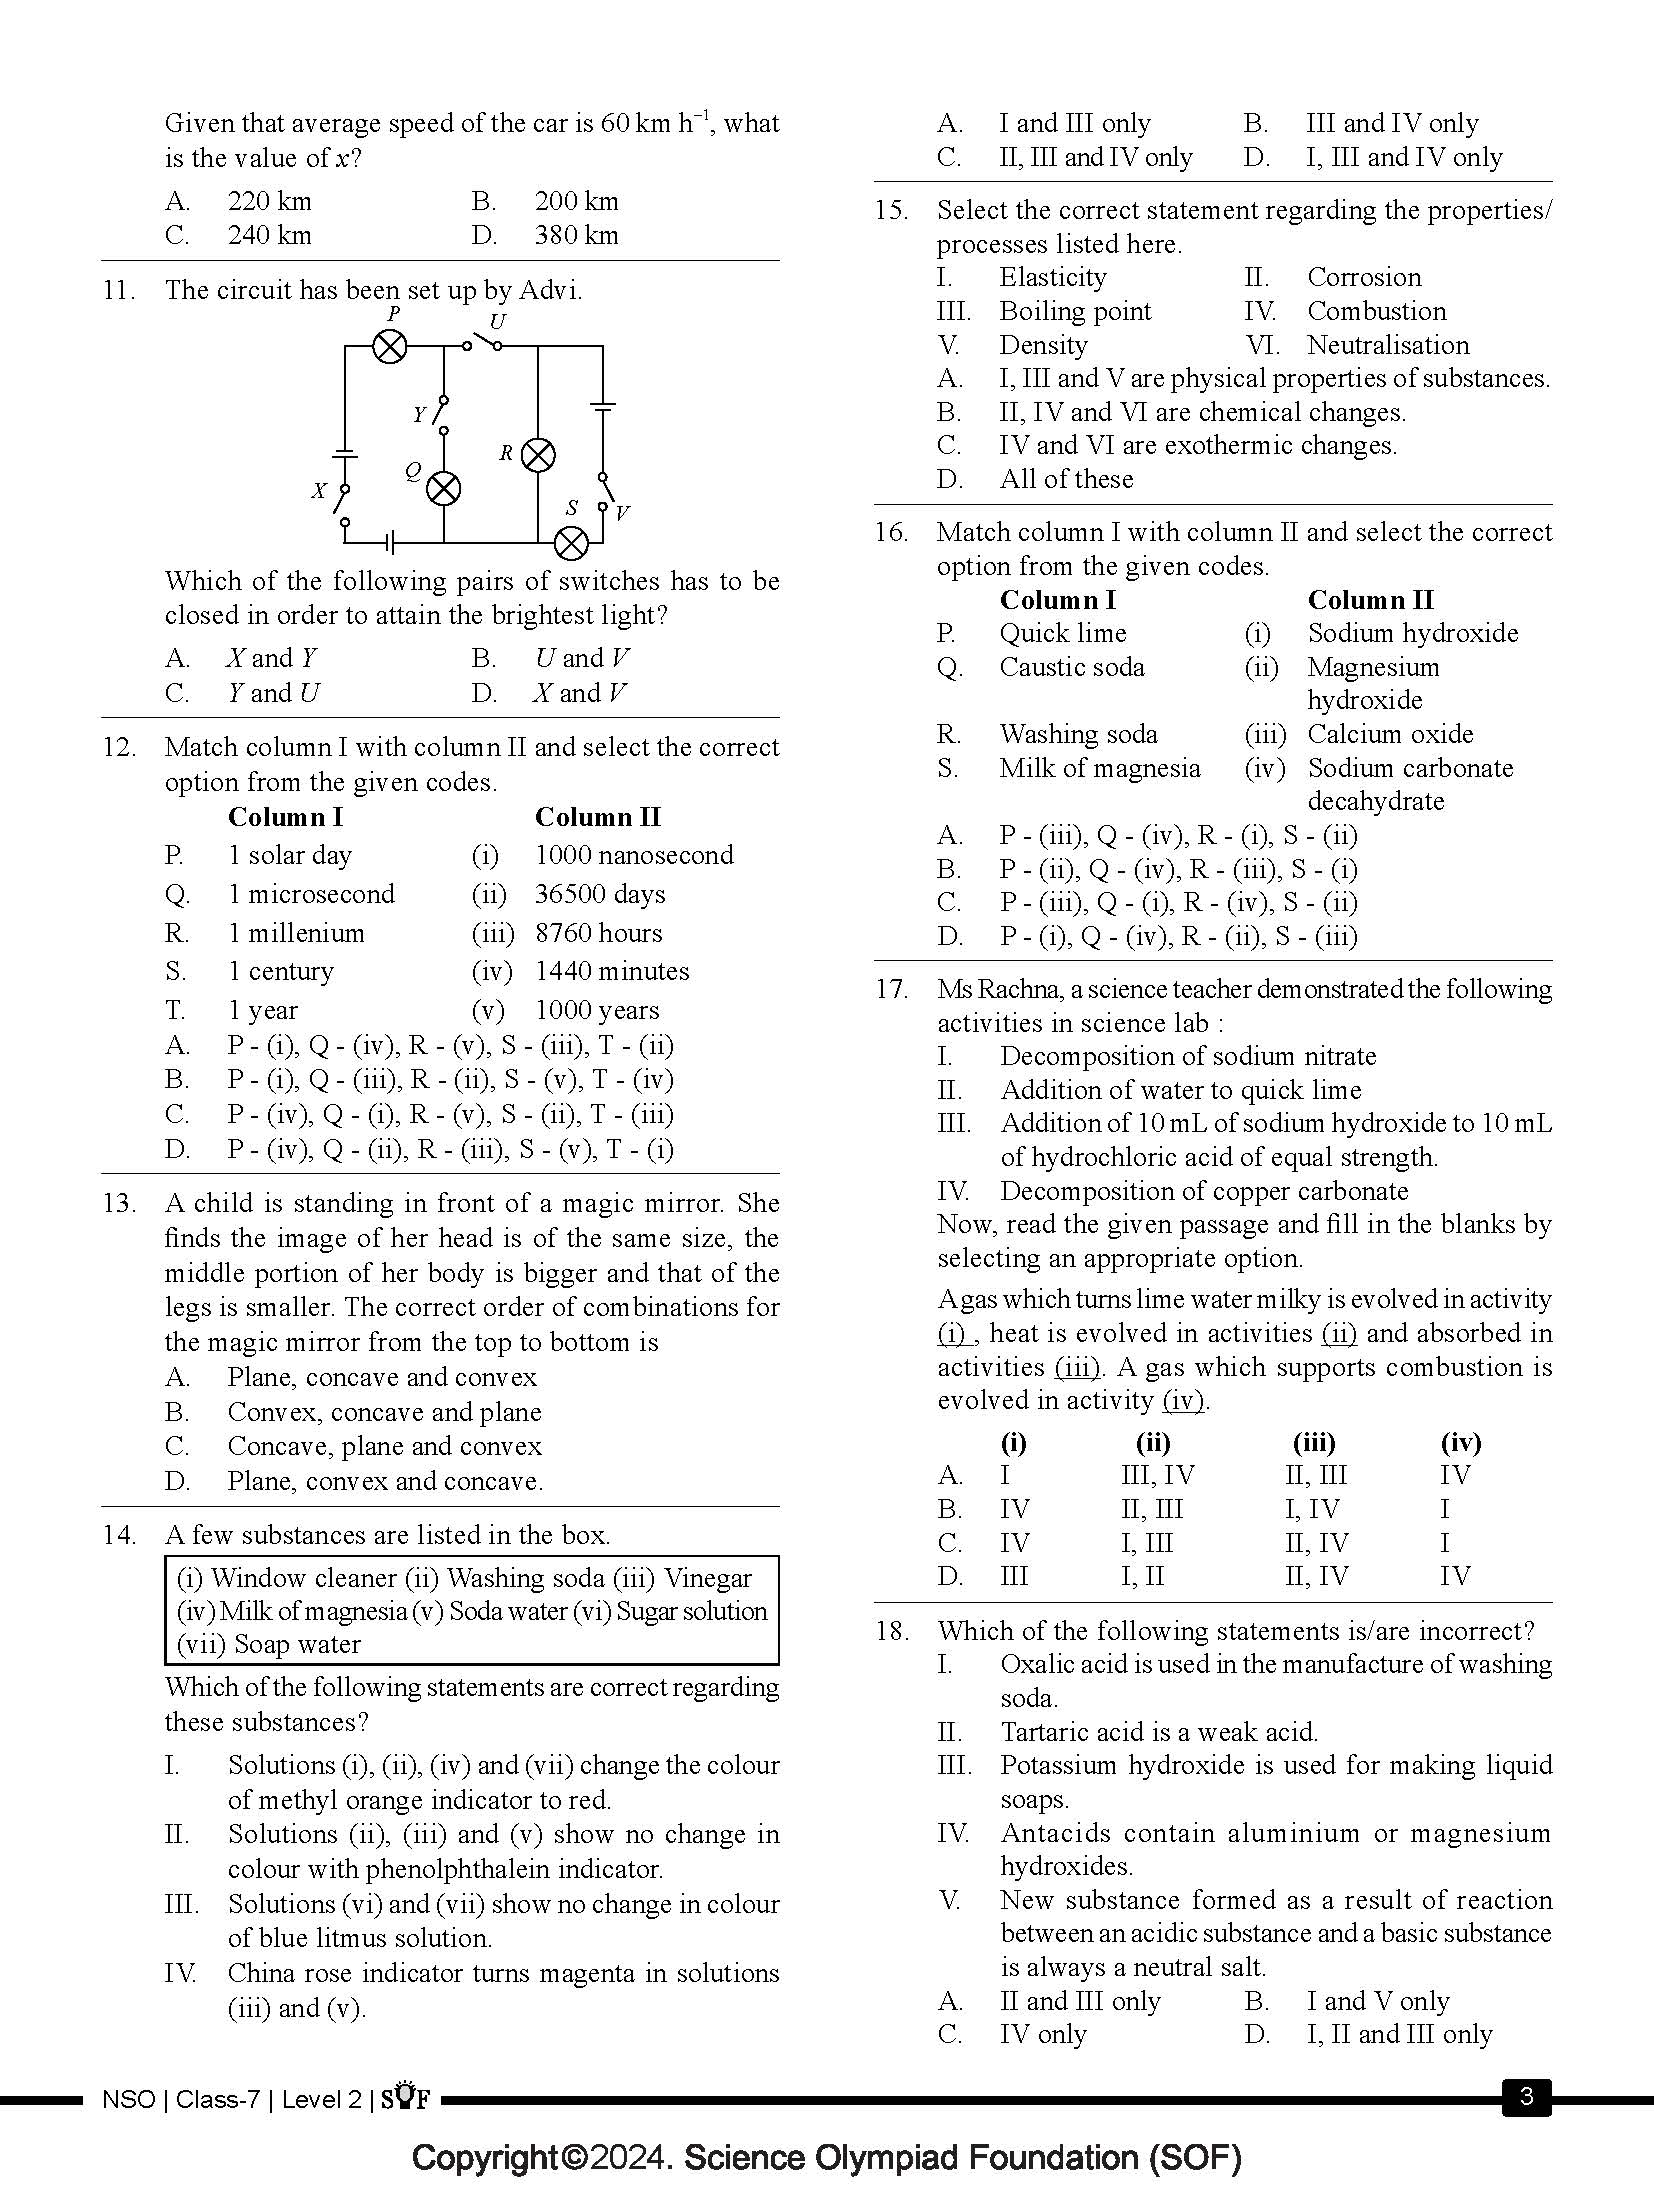 Given that average speed of the car is 60 km h⁻¹, what
is the value of x?
A. 220 km B. 200 km
C. 240 km D. 380 km
11. The circuit has been set up by Advi.
P
U
Y
R
Q
X
S
V
Which of the following pairs of switches has to be
closed in order to attain the brightest light?
A. X and Y B. U and V
C. Y and U D. X and V
12. Match column I with column II and select the correct
option from the given codes.
Column I Column II
P. 1 solar day (i) 1000 nanosecond
Q. 1 microsecond (ii) 36500 days
R. 1 millenium (iii) 8760 hours
S. 1 century (iv) 1440 minutes
T. 1 year (v) 1000 years
A. P - (i), Q - (iv), R - (v), S - (iii), T - (ii)
B. P - (i), Q - (iii), R - (ii), S - (v), T - (iv)
C. P - (iv), Q - (i), R - (v), S - (ii), T - (iii)
D. P - (iv), Q - (ii), R - (iii), S - (v), T - (i)
13. A child is standing in front of a magic mirror. She
finds the image of her head is of the same size, the
middle portion of her body is bigger and that of the
legs is smaller. The correct order of combinations for
the magic mirror from the top to bottom is
A. Plane, concave and convex
B. Convex, concave and plane
C. Concave, plane and convex
D. Plane, convex and concave.
14. A few substances are listed in the box.
(i) Window cleaner (ii) Washing soda (iii) Vinegar
(iv) Milk of magnesia (v) Soda water (vi) Sugar solution
(vii) Soap water
Which of the following statements are correct regarding
these substances?
I. Solutions (i), (ii), (iv) and (vii) change the colour
of methyl orange indicator to red.
II. Solutions (ii), (iii) and (v) show no change in
colour with phenolphthalein indicator.
III. Solutions (vi) and (vii) show no change in colour
of blue litmus solution.
IV. China rose indicator turns magenta in solutions
(iii) and (v).
A. I and III only B. III and IV only
C. II, III and IV only D. I, III and IV only
15. Select the correct statement regarding the properties/
processes listed here.
I. Elasticity II. Corrosion
III. Boiling point IV. Combustion
V. Density VI. Neutralisation
A. I, III and V are physical properties of substances.
B. II, IV and VI are chemical changes.
C. IV and VI are exothermic changes.
D. All of these
16. Match column I with column II and select the correct
option from the given codes.
Column I Column II
P. Quick lime (i) Sodium hydroxide
Q. Caustic soda (ii) Magnesium
hydroxide
R. Washing soda (iii) Calcium oxide
S. Milk of magnesia (iv) Sodium carbonate
decahydrate
A. P - (iii), Q - (iv), R - (i), S - (ii)
B. P - (ii), Q - (iv), R - (iii), S - (i)
C. P - (iii), Q - (i), R - (iv), S - (ii)
D. P - (i), Q - (iv), R - (ii), S - (iii)
17. Ms Rachna, a science teacher demonstrated the following
activities in science lab :
I. Decomposition of sodium nitrate
II. Addition of water to quick lime
III. Addition of 10 mL of sodium hydroxide to 10 mL
of hydrochloric acid of equal strength.
IV. Decomposition of copper carbonate
Now, read the given passage and fill in the blanks by
selecting an appropriate option.
A gas which turns lime water milky is evolved in activity
(i) , heat is evolved in activities (ii) and absorbed in
activities (iii). A gas which supports combustion is
evolved in activity (iv).
(i) (ii) (iii) (iv)
A. I III, IV II, III IV
B. IV II, III I, IV I
C. IV I, III II, IV I
D. III I, II II, IV IV
18. Which of the following statements is/are incorrect?
I. Oxalic acid is used in the manufacture of washing
soda.
II. Tartaric acid is a weak acid.
III. Potassium hydroxide is used for making liquid
soaps.
IV. Antacids contain aluminium or magnesium
hydroxides.
V. New substance formed as a result of reaction
between an acidic substance and a basic substance
is always a neutral salt.
A. II and III only B. I and V only
C. IV only D. I, II and III only
NSO | Class-7 | Level 2 | SOF
3
Copyright©2024. Science Olympiad Foundation (SOF)